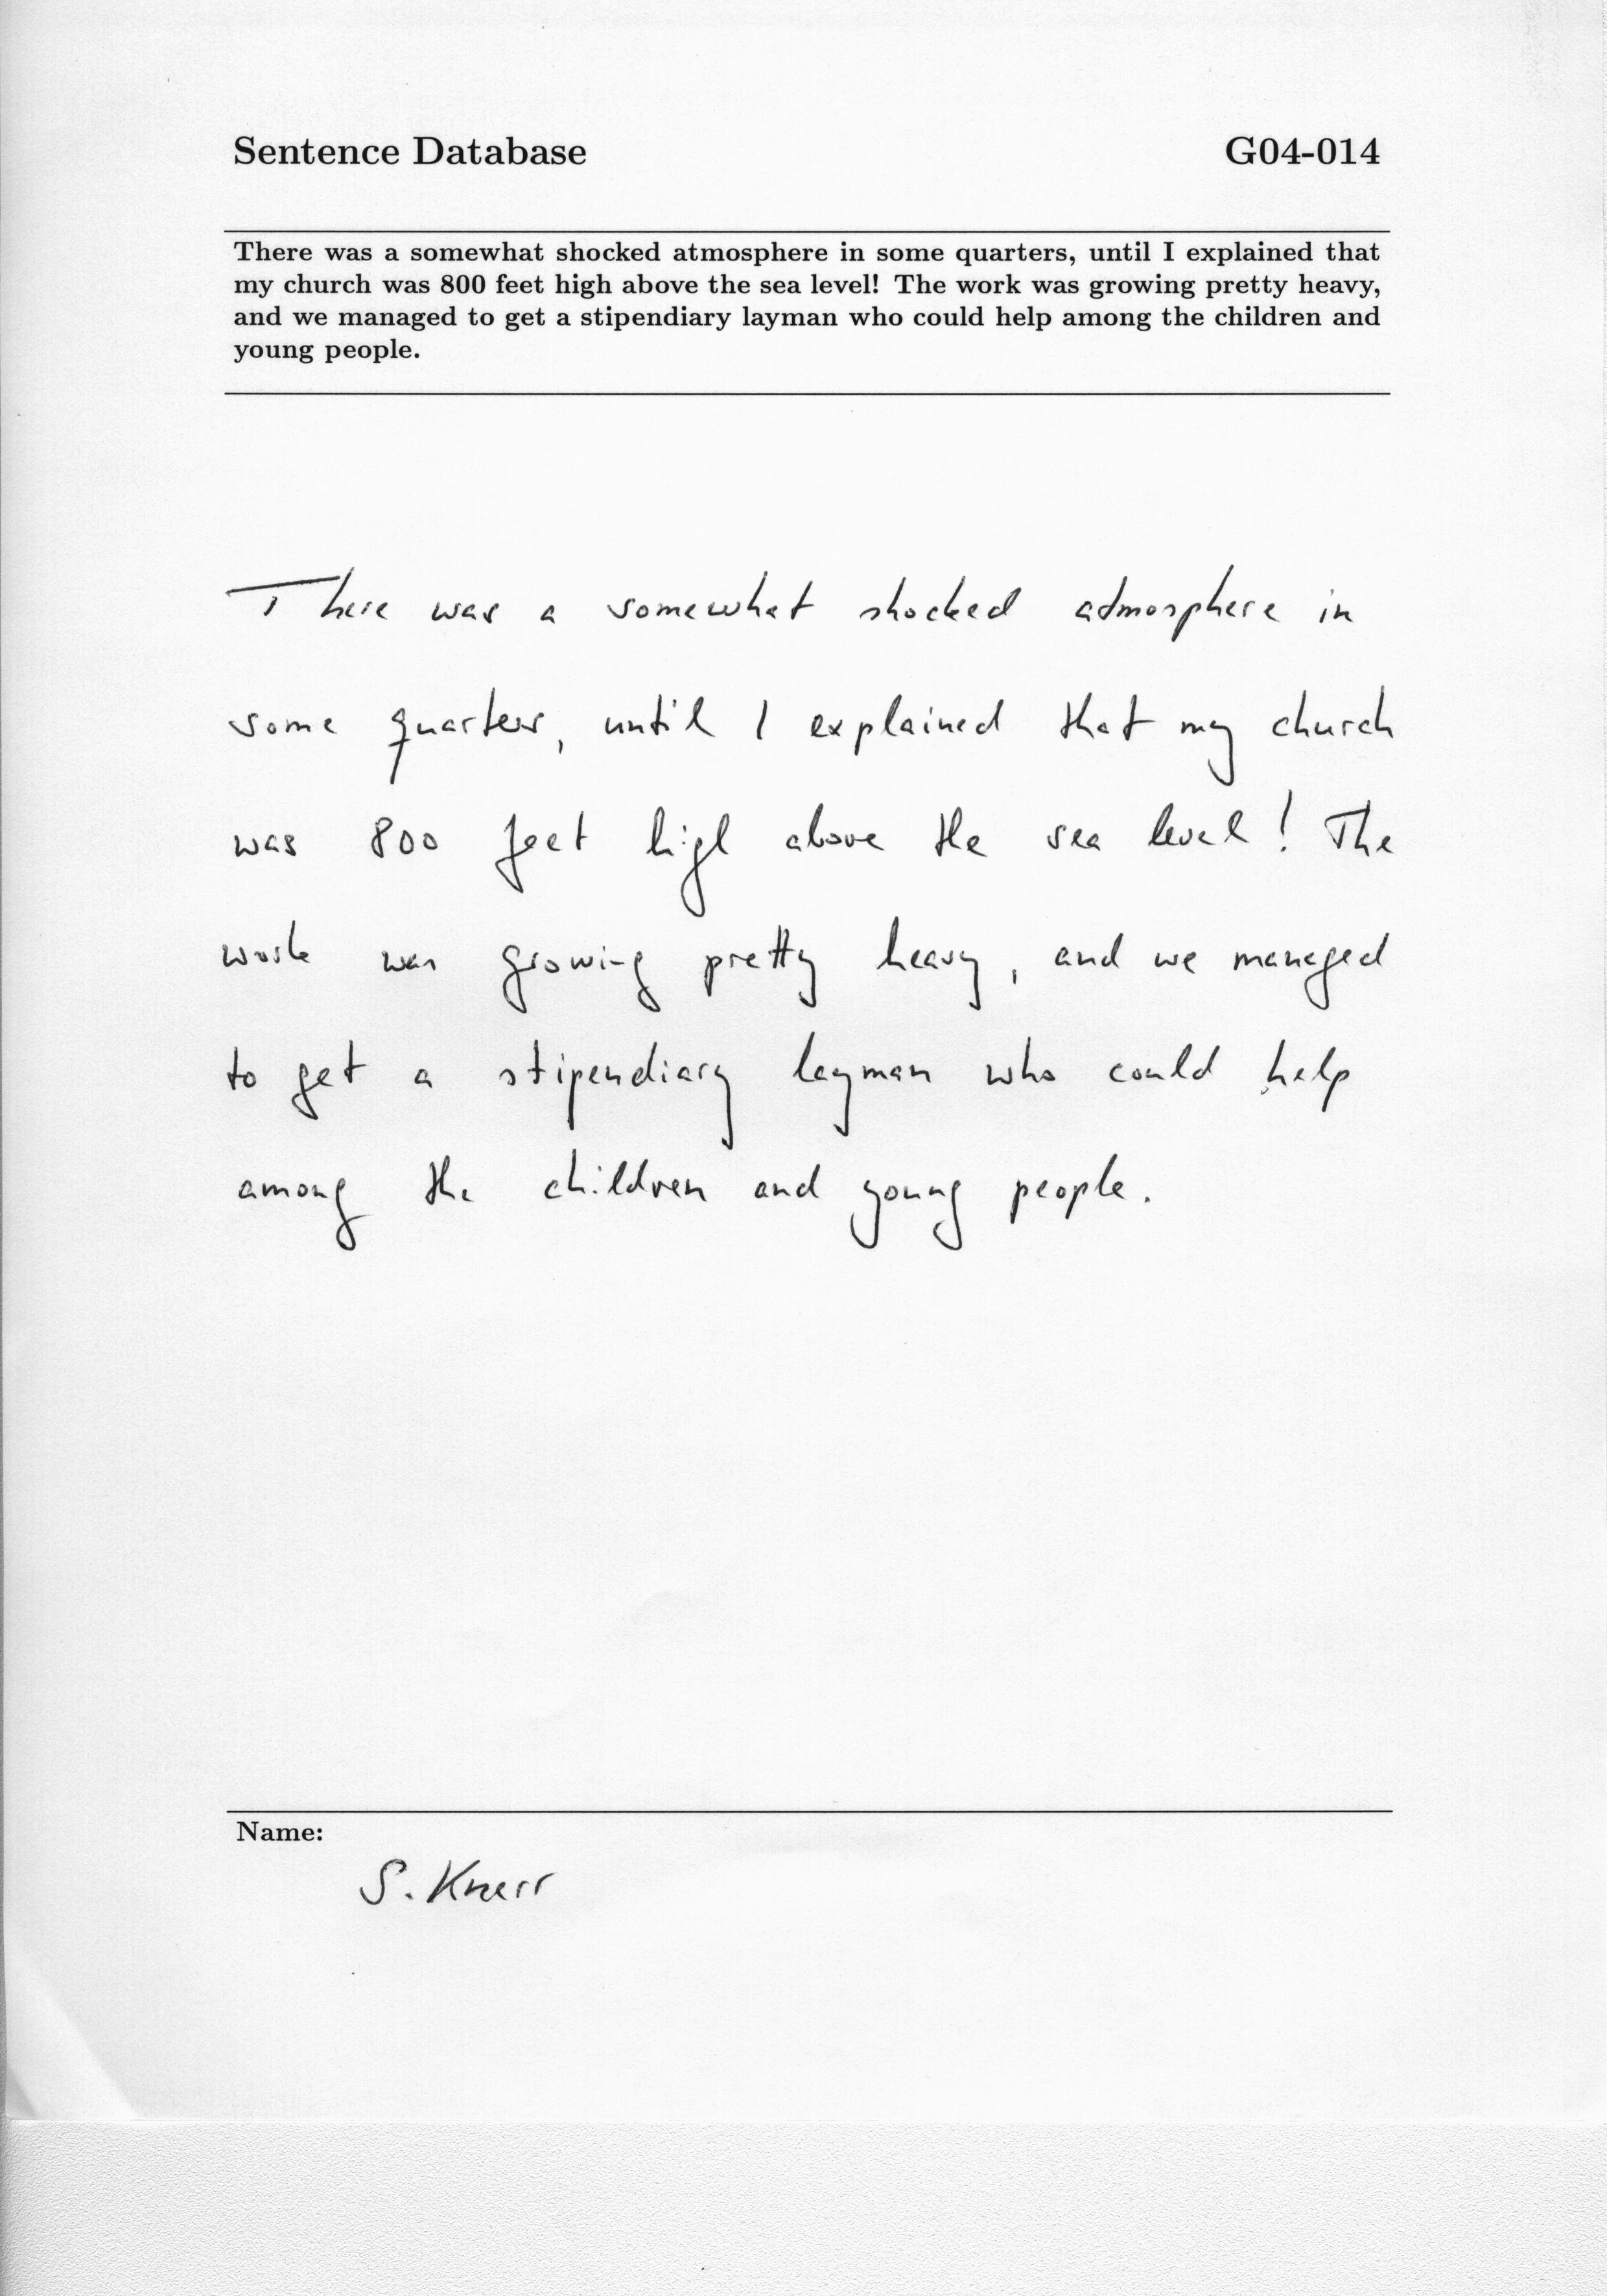 Sentence Database G04-014
There was a somewhat shocked atmosphere in some quarters, until I explained that
my church was 800 feet high above the sea level! The work was growing pretty heavy,
and we managed to get a stipendiary layman who could help among the children and
young people.
There was a somewhat shocked atmosphere in
some quarters, until I explained that my church
was 800 feet high above the sea level! The
work was growing pretty heavy, and we managed
to get a stipendiary layman who could help
among the children and young people.
Name:
S. Knerr